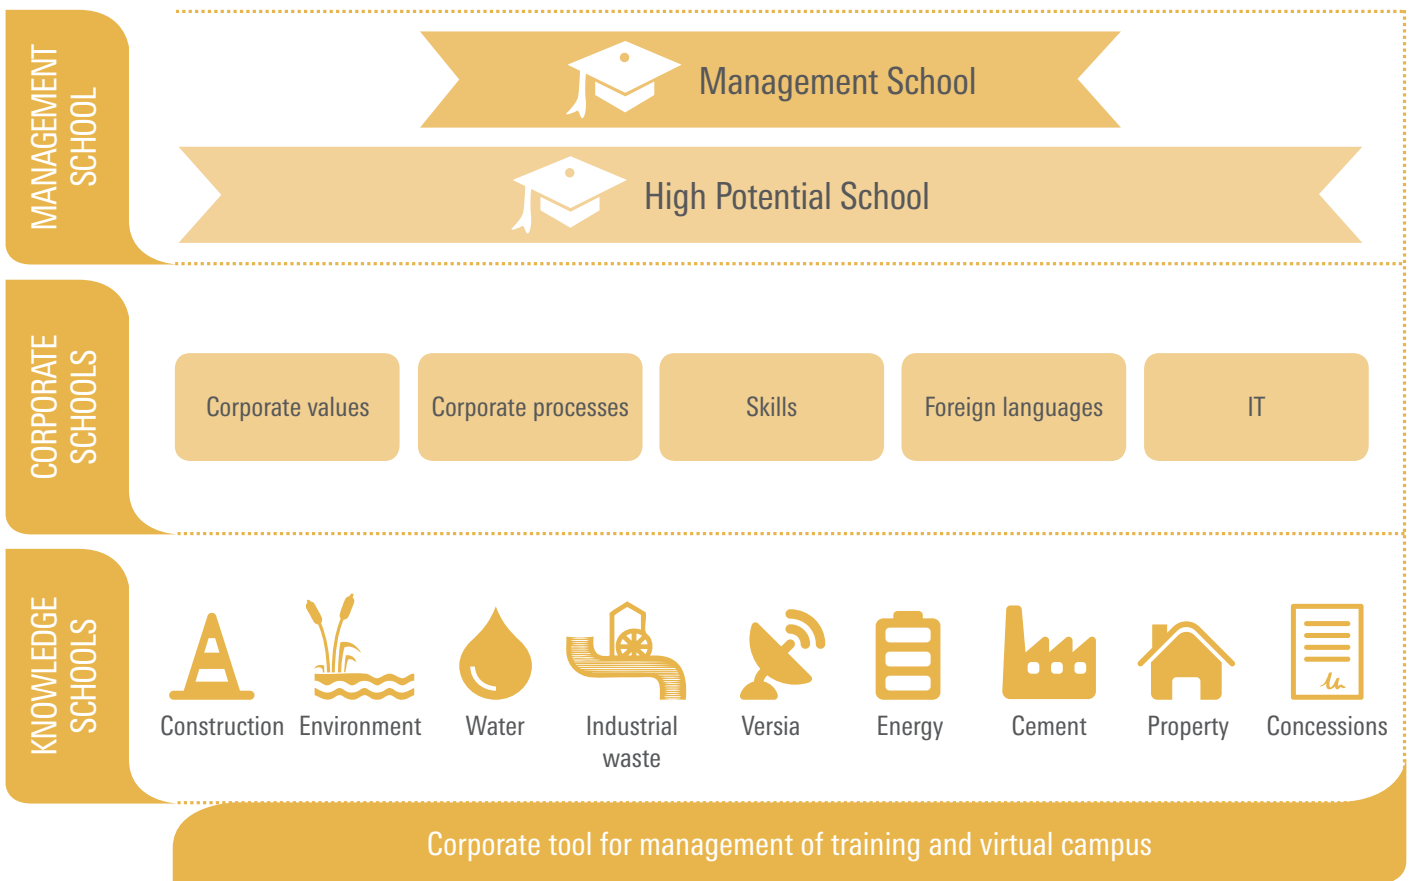 MANAGEMENT
SCHOOL
Management School
High Potential School
CORPORATE
SCHOOLS
Corporate values
Corporate processes
Skills
Foreign languages
IT
KNOWLEDGE
SCHOOLS
Construction
Environment
Water
Industrial
waste
Versia
Energy
Cement
Property
Concessions
Corporate tool for management of training and virtual campus